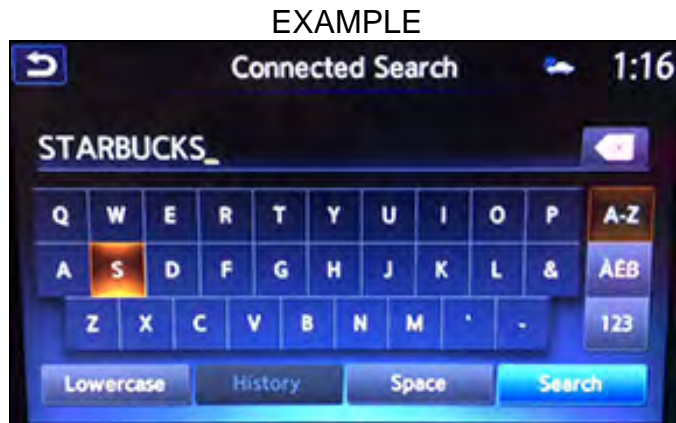 EXAMPLE
Connected Search 1:16
STARBUCKS_
Q W E R T Y U I O P A-Z
A S D F G H J K L & ÀÉB
Z X C V B N M ' - 123
Lowercase History Space Search